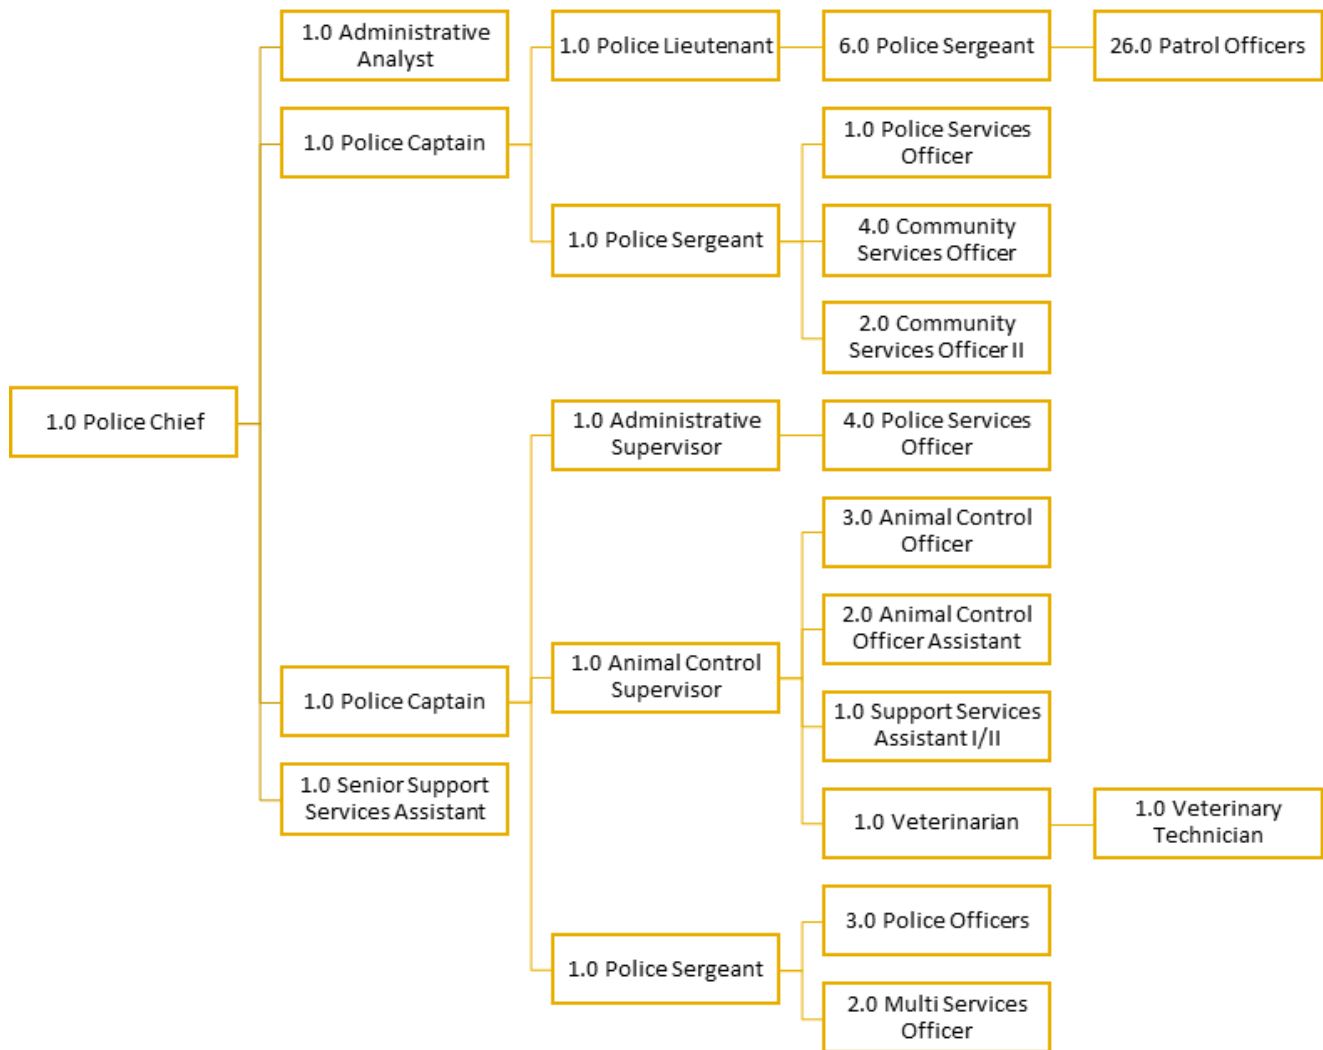 1.0 Administrative
Analyst
1.0 Police Lieutenant
6.0 Police Sergeant
26.0 Patrol Officers
1.0 Police Captain
1.0 Police Services
Officer
1.0 Police Sergeant
4.0 Community
Services Officer
2.0 Community
Services Officer II
1.0 Police Chief
1.0 Administrative
Supervisor
4.0 Police Services
Officer
3.0 Animal Control
Officer
2.0 Animal Control
Officer Assistant
1.0 Animal Control
Supervisor
1.0 Police Captain
1.0 Support Services
Assistant I/II
1.0 Senior Support
Services Assistant
1.0 Veterinarian
1.0 Veterinary
Technician
3.0 Police Officers
1.0 Police Sergeant
2.0 Multi Services
Officer